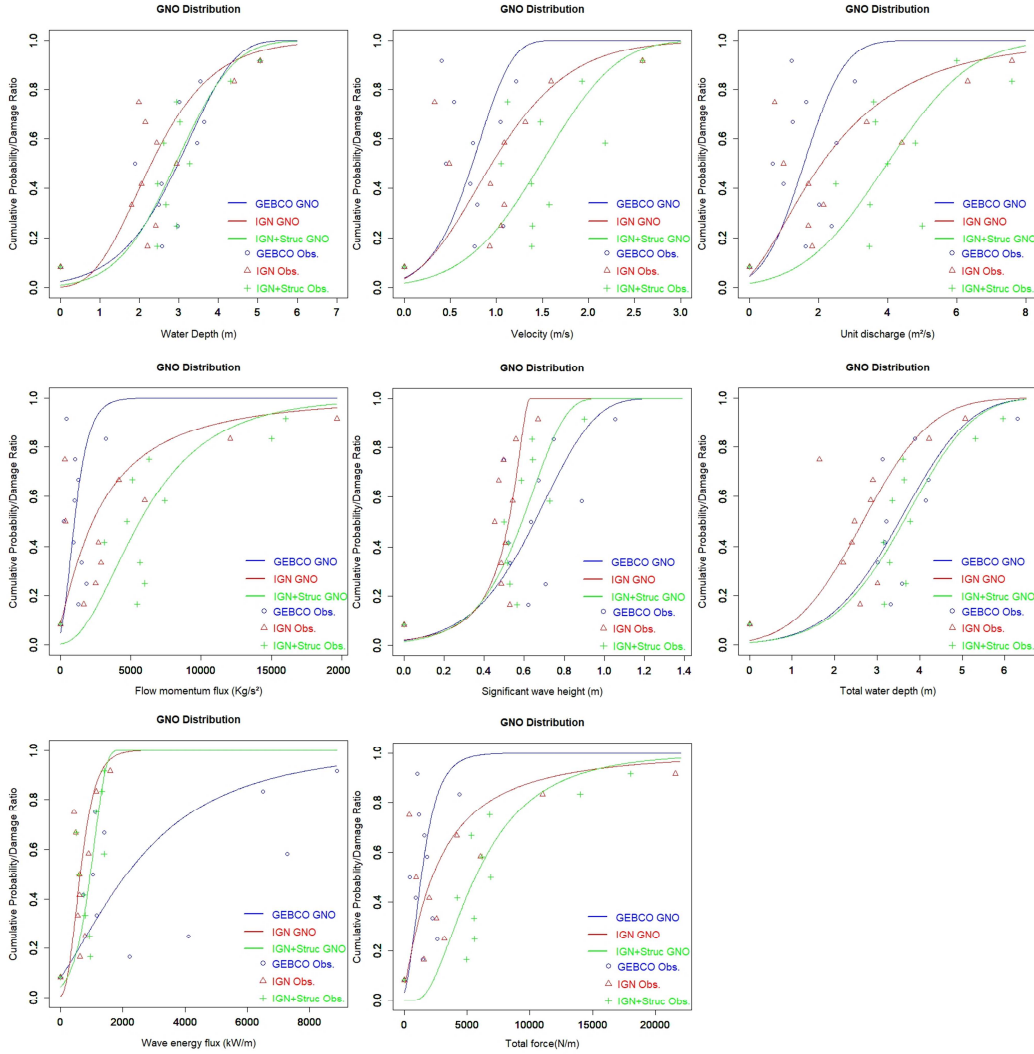 GNO Distribution
Cumulative Probability/Damage Ratio
1.0
0.8
0.6
0.4
0.2
0.0
GEBCO GNO
IGN GNO
IGN+Struc GNO
GEBCO Obs.
IGN Obs.
IGN+Struc Obs.
0 1 2 3 4 5 6 7
Water Depth (m)
GNO Distribution
Cumulative Probability/Damage Ratio
1.0
0.8
0.6
0.4
0.2
0.0
GEBCO GNO
IGN GNO
IGN+Struc GNO
GEBCO Obs.
IGN Obs.
IGN+Struc Obs.
0.0 0.5 1.0 1.5 2.0 2.5 3.0
Velocity (m/s)
GNO Distribution
Cumulative Probability/Damage Ratio
1.0
0.8
0.6
0.4
0.2
0.0
GEBCO GNO
IGN GNO
IGN+Struc GNO
GEBCO Obs.
IGN Obs.
IGN+Struc Obs.
0 2 4 6 8
Unit discharge (m²/s)
GNO Distribution
Cumulative Probability/Damage Ratio
1.0
0.8
0.6
0.4
0.2
0.0
GEBCO GNO
IGN GNO
IGN+Struc GNO
GEBCO Obs.
IGN Obs.
IGN+Struc Obs.
0 5000 10000 15000 20000
Flow momentum flux (Kg/s²)
GNO Distribution
Cumulative Probability/Damage Ratio
1.0
0.8
0.6
0.4
0.2
0.0
GEBCO GNO
IGN GNO
IGN+Struc GNO
GEBCO Obs.
IGN Obs.
IGN+Struc Obs.
0.0 0.2 0.4 0.6 0.8 1.0 1.2 1.4
Significant wave height (m)
GNO Distribution
Cumulative Probability/Damage Ratio
1.0
0.8
0.6
0.4
0.2
0.0
GEBCO GNO
IGN GNO
IGN+Struc GNO
GEBCO Obs.
IGN Obs.
IGN+Struc Obs.
0 1 2 3 4 5 6
Total water depth (m)
GNO Distribution
Cumulative Probability/Damage Ratio
1.0
0.8
0.6
0.4
0.2
0.0
GEBCO GNO
IGN GNO
IGN+Struc GNO
GEBCO Obs.
IGN Obs.
IGN+Struc Obs.
0 2000 4000 6000 8000
Wave energy flux (kW/m)
GNO Distribution
Cumulative Probability/Damage Ratio
1.0
0.8
0.6
0.4
0.2
0.0
GEBCO GNO
IGN GNO
IGN+Struc GNO
GEBCO Obs.
IGN Obs.
IGN+Struc Obs.
0 5000 10000 15000 20000
Total force(N/m)